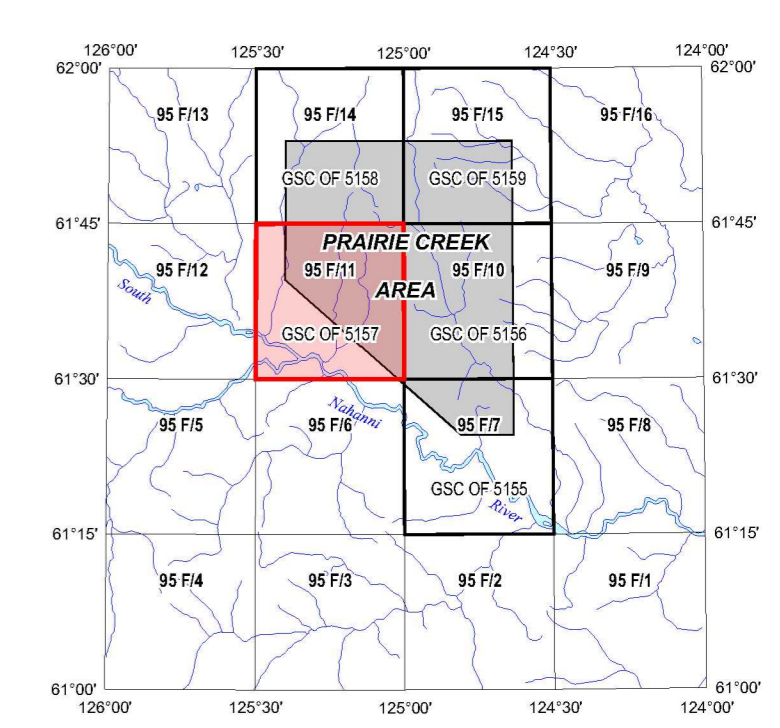 126°00' 125°30' 125°00' 124°30' 124°00'
62°00' 62°00'
95 F/13 95 F/14 95 F/15 95 F/16
GSC OF 5158 GSC OF 5159
61°45' 61°45'
PRAIRIE CREEK
95 F/12 95 F/11 95 F/10 95 F/9
South AREA
GSC OF 5157 GSC OF 5156
61°30' 61°30'
Nahanni
95 F/5 95 F/6 95 F/7 95 F/8
GSC OF 5155
River
61°15' 61°15'
95 F/4 95 F/3 95 F/2 95 F/1
61°00' 61°00'
126°00' 125°30' 125°00' 124°30' 124°00'